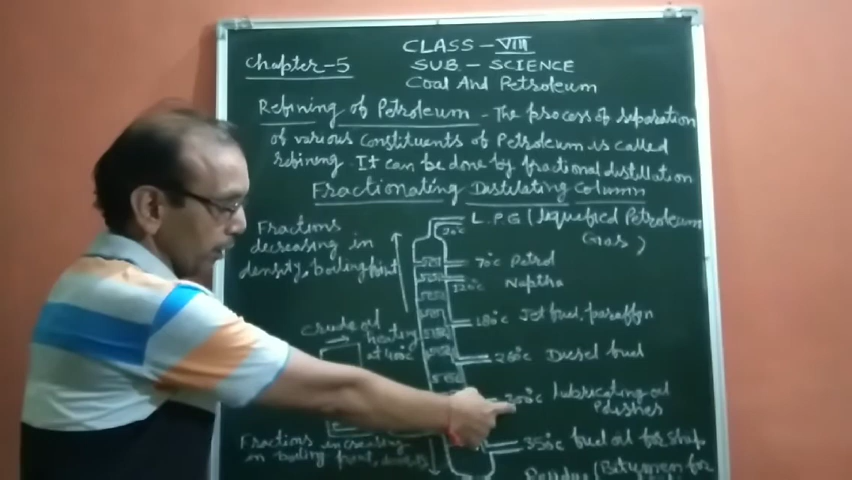 CLASS - VIII
Chapter-5
SUB - SCIENCE
Coal And Petroleum
Refining of Petroleum - The process of separation
of various constituents of Petroleum is called
refining. It can be done by fractional distillation
Fractionating Distilating Column
L.P.G (Liquefied Petroleum
Gas)
20°C
Fractions
decreasing in
density, boiling point
70°C Petrol
120°C Naptha
180°C Jet fuel, paraffin
Crude oil
heating
at 400°C
260°C Diesel fuel
300°C Lubricating oil
Polishes
350°C fuel oil for ship
Fractions increasing
in boiling point,
Residue (Bitumen for